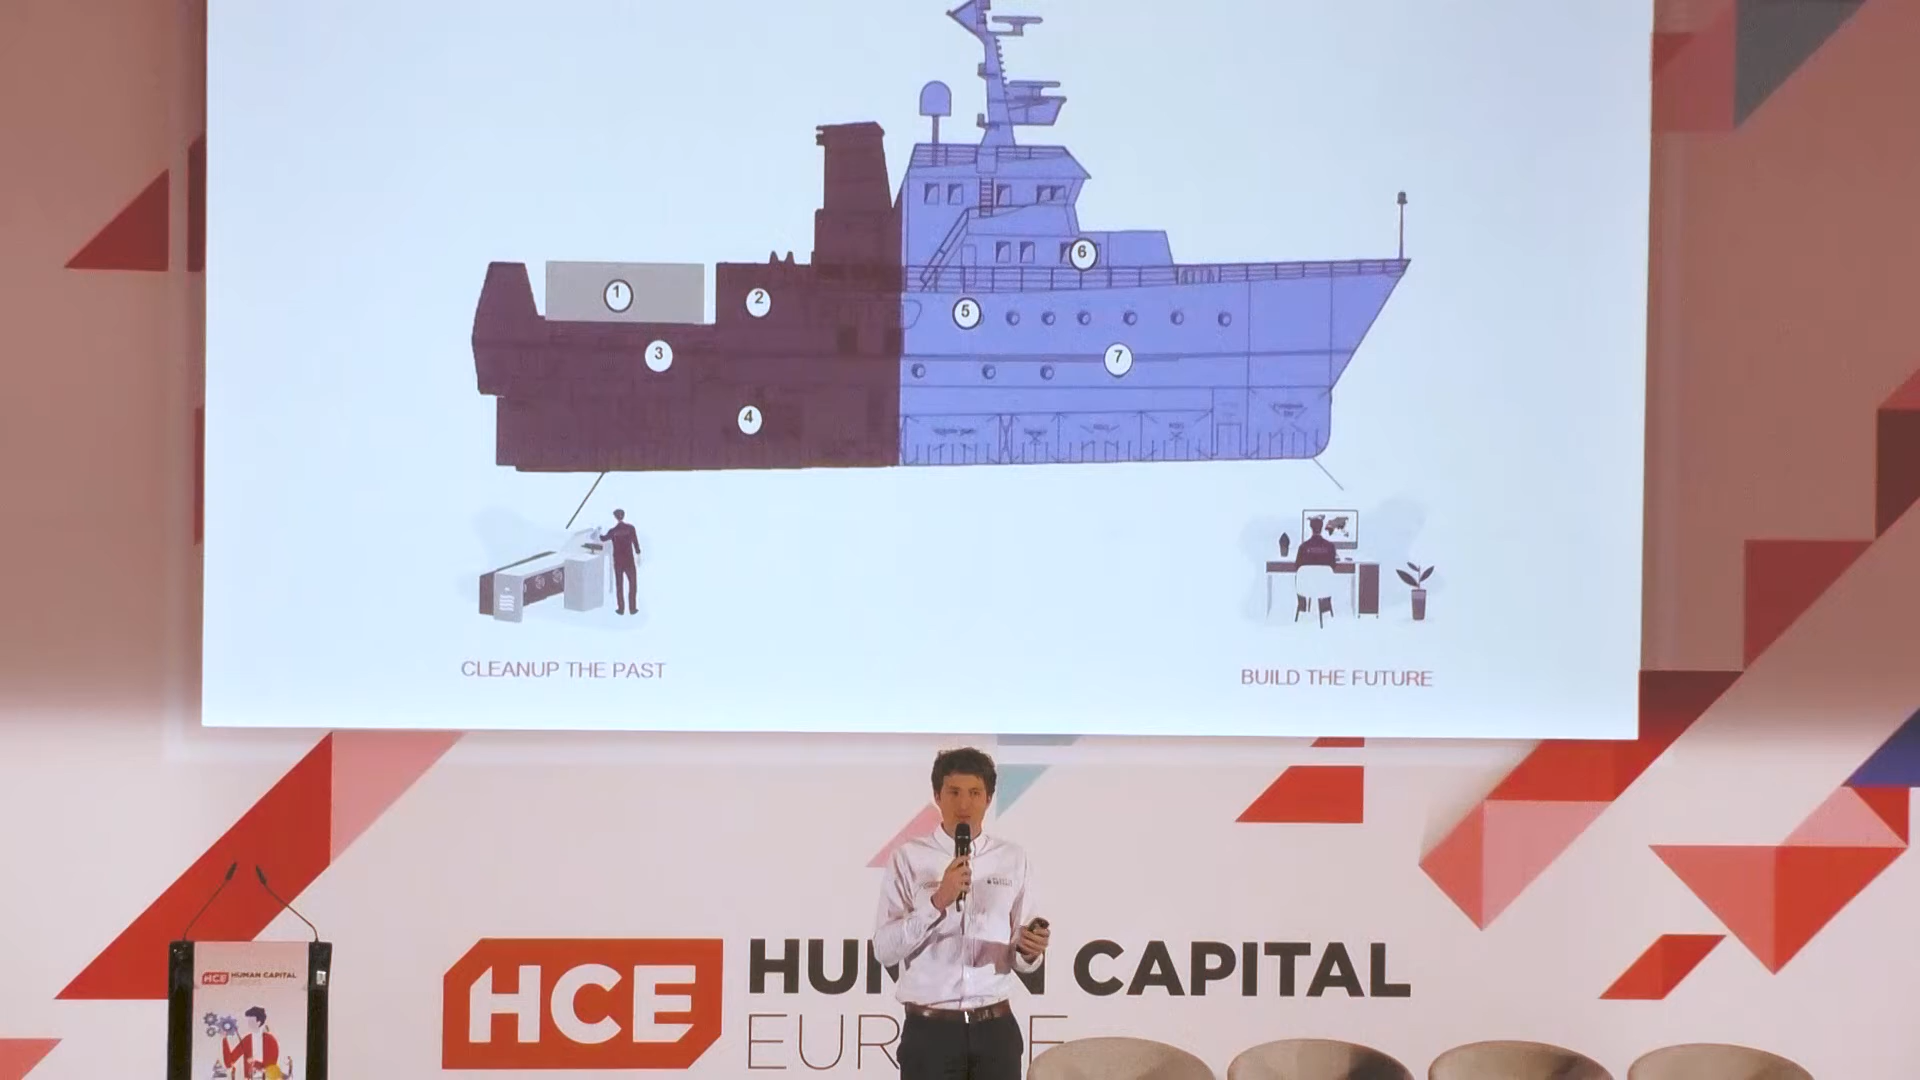 6
1
2
5
3
7
4
CLEANUP THE PAST
BUILD THE FUTURE
HCE
HUMAN CAPITAL
HCE
HUM N CAPITAL
EUR E